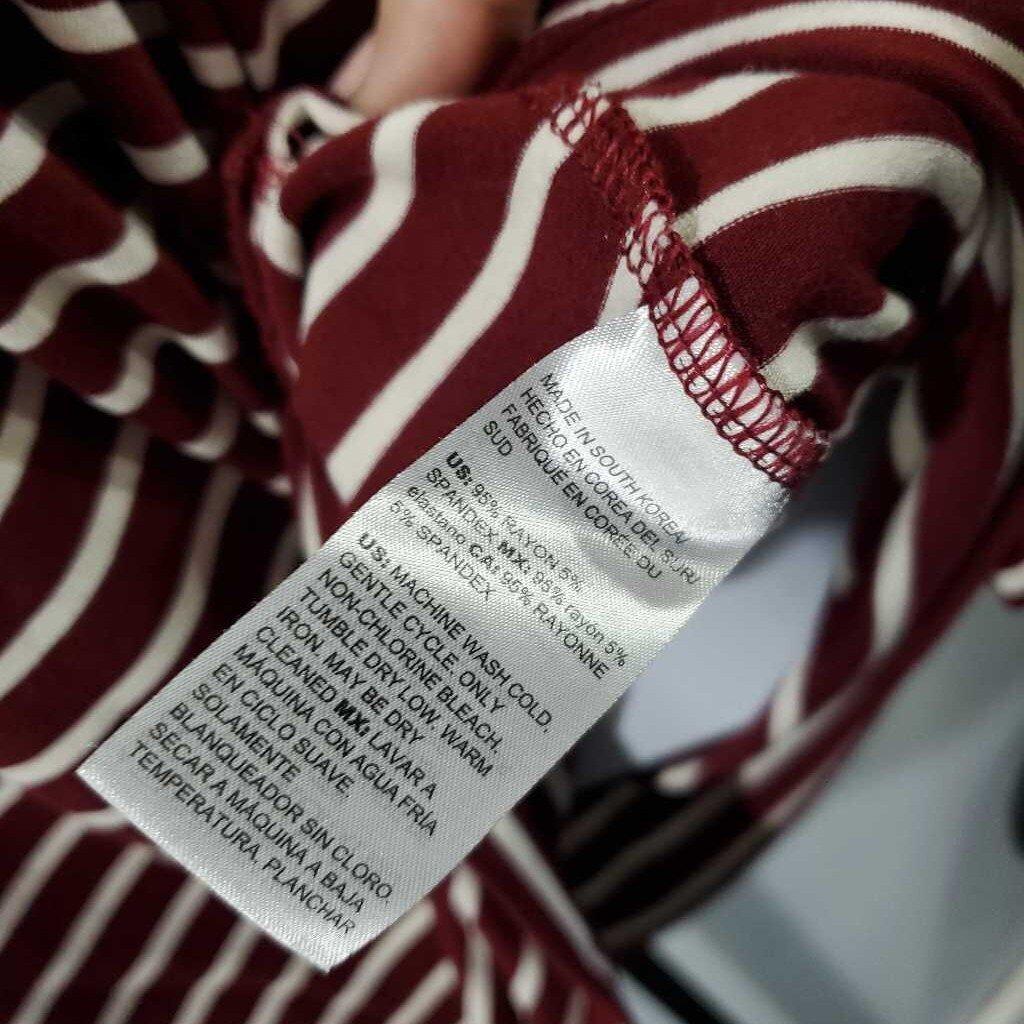 MADE IN SOUTH KOREA/
HECHO EN COREA DEL SUR/
FABRIQUE EN CORÉE DU
SUD
US: 95% RAYON 5%
SPANDEX MX: 95% rayon 5%
elastano CA: 95% RAYONNE
5% SPANDEX
US: MACHINE WASH COLD,
GENTLE CYCLE. ONLY
NON-CHLORINE BLEACH.
TUMBLE DRY LOW. WARM
IRON. MAY BE DRY
CLEANED MX: LAVAR A
MÁQUINA CON AGUA FRIA
EN CICLO SUAVE.
SOLAMENTE
BLANQUEADOR SIN CLORO.
SECAR A MÁQUINA A BAJA
TEMPERATURA. PLANCHAR